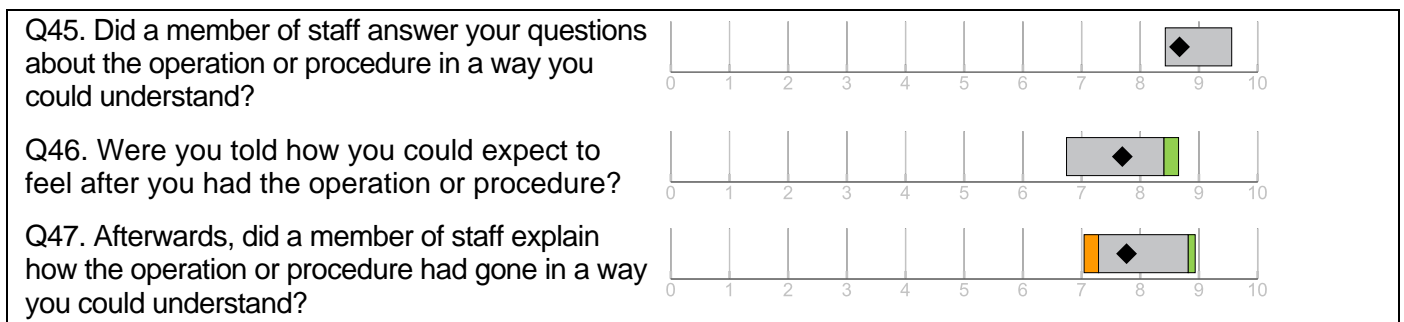 Q45. Did a member of staff answer your questions
about the operation or procedure in a way you
could understand?
0 1 2 3 4 5 6 7 8 9 10
Q46. Were you told how you could expect to
feel after you had the operation or procedure?
0 1 2 3 4 5 6 7 8 9 10
Q47. Afterwards, did a member of staff explain
how the operation or procedure had gone in a way
you could understand?
0 1 2 3 4 5 6 7 8 9 10